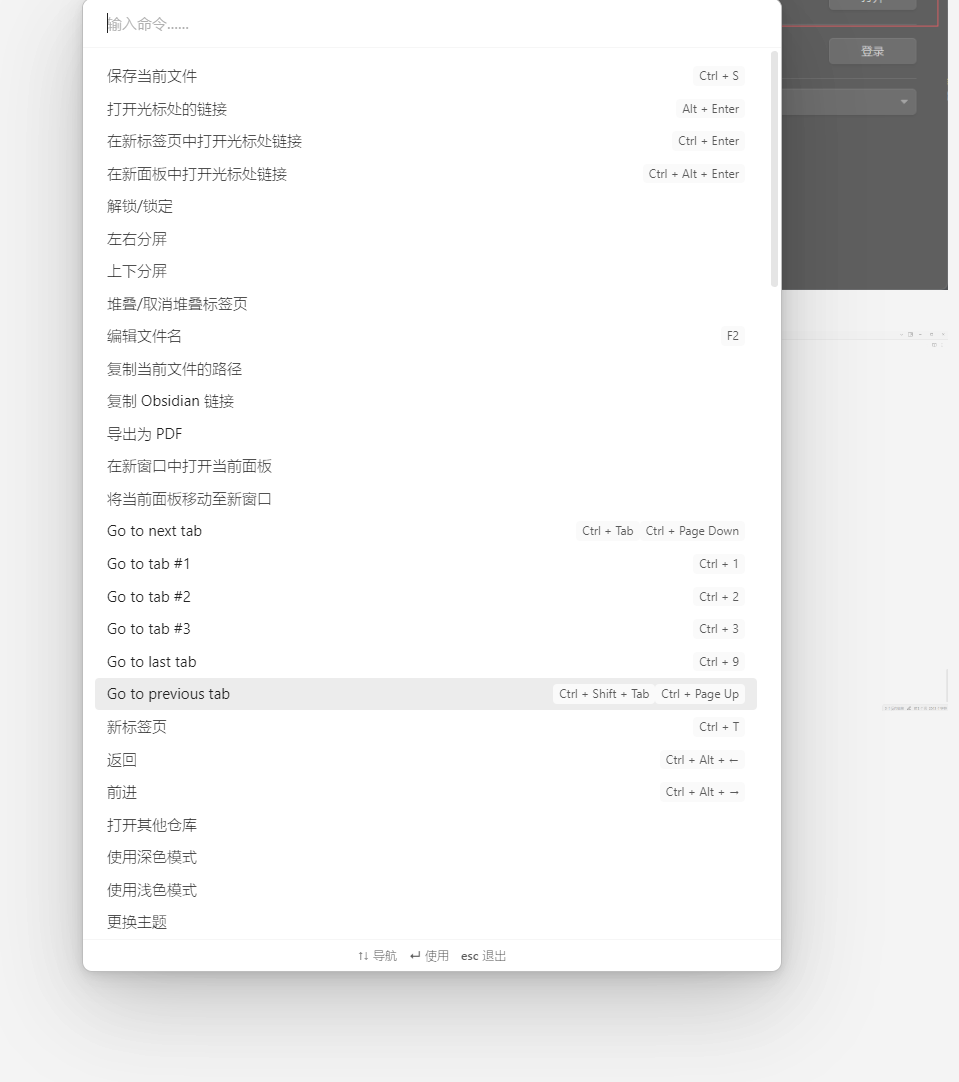 输入命令......
登录
保存当前文件 Ctrl + S
打开光标处的链接 Alt + Enter
在新标签页中打开光标处链接 Ctrl + Enter
在新面板中打开光标处链接 Ctrl + Alt + Enter
解锁/锁定
左右分屏
上下分屏
堆叠/取消堆叠标签页
编辑文件名 F2
复制当前文件的路径
复制 Obsidian 链接
导出为 PDF
在新窗口中打开当前面板
将当前面板移动至新窗口
Go to next tab Ctrl + Tab Ctrl + Page Down
Go to tab #1 Ctrl + 1
Go to tab #2 Ctrl + 2
Go to tab #3 Ctrl + 3
Go to last tab Ctrl + 9
Go to previous tab Ctrl + Shift + Tab Ctrl + Page Up
新标签页 Ctrl + T
返回 Ctrl + Alt + ←
前进 Ctrl + Alt + →
打开其他仓库
使用深色模式
使用浅色模式
更换主题
↑↓ 导航 ↵ 使用 esc 退出